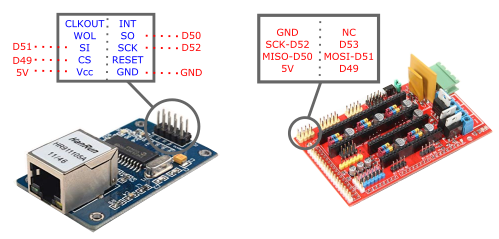 CLKOUT INT
WOL SO D50
D51 SI SCK D52
D49 CS RESET
5V Vcc GND GND
HanRun
HR911105A
11/48
GND NC
SCK-D52 D53
MISO-D50 MOSI-D51
5V D49